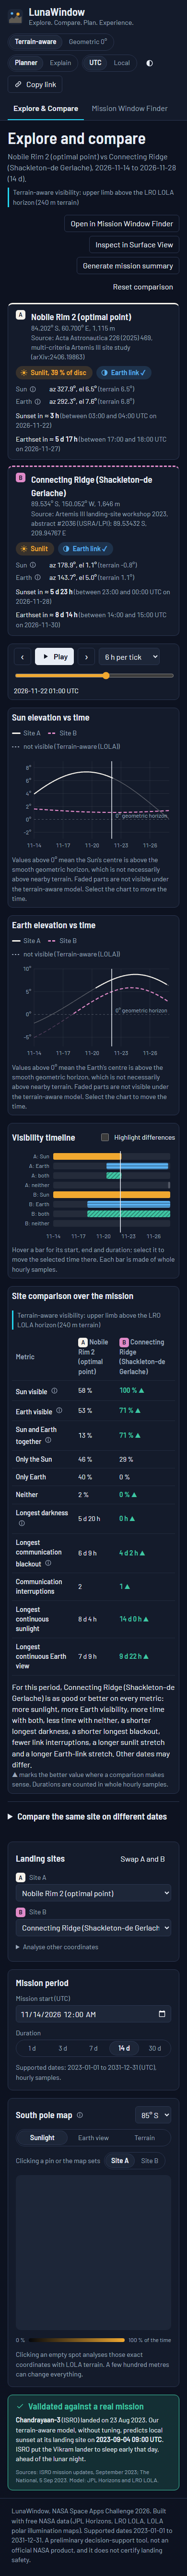 LunaWindow
Explore. Compare. Plan. Experience.
Terrain-aware Geometric 0°
Planner Explain UTC Local
Copy link
Explore & Compare Mission Window Finder
Explore and compare
Nobile Rim 2 (optimal point) vs Connecting Ridge
(Shackleton–de Gerlache), 2026-11-14 to 2026-11-28
(14 d).
Terrain-aware visibility: upper limb above the LRO LOLA
horizon (240 m terrain)
Open in Mission Window Finder
Inspect in Surface View
Generate mission summary
Reset comparison
A Nobile Rim 2 (optimal point)
84.202° S, 60.700° E, 1,115 m
Source: Acta Astronautica 226 (2025) 469,
multi-criteria Artemis III site study
(arXiv:2406.19863)
Sunlit, 39 % of disc Earth link ✓
Sun az 327.9°, el 6.5° (terrain 6.5°)
Earth az 292.3°, el 7.6° (terrain 6.8°)
Sunset in ≈ 3 h (between 03:00 and 04:00 UTC on
2026-11-22)
Earthset in ≈ 5 d 17 h (between 17:00 and 18:00 UTC
on 2026-11-27)
B Connecting Ridge (Shackleton–de
Gerlache)
89.534° S, 150.052° W, 1,646 m
Source: Artemis III landing-site workshop 2023,
abstract #2036 (USRA/LPI): 89.53432 S,
209.94767 E
Sunlit Earth link ✓
Sun az 178.9°, el 1.1° (terrain -0.8°)
Earth az 143.7°, el 5.0° (terrain 1.1°)
Sunset in ≈ 5 d 23 h (between 23:00 and 00:00 UTC on
2026-11-28)
Earthset in ≈ 8 d 14 h (between 14:00 and 15:00 UTC
on 2026-11-30)
‹ Play › 6 h per tick
2026-11-22 01:00 UTC
Sun elevation vs time
Site A Site B
not visible (Terrain-aware (LOLA))
8°
6°
4°
2°
0°
-2°
0° geometric horizon
11-14 11-17 11-20 11-23 11-26
Values above 0° mean the Sun's centre is above the
smooth geometric horizon, which is not necessarily
above nearby terrain. Faded parts are not visible under
the terrain-aware model. Select the chart to move the
time.
Earth elevation vs time
Site A Site B
not visible (Terrain-aware (LOLA))
10°
5°
0°
-5°
0° geometric horizon
11-14 11-17 11-20 11-23 11-26
Values above 0° mean the Earth's centre is above the
smooth geometric horizon, which is not necessarily
above nearby terrain. Faded parts are not visible under
the terrain-aware model. Select the chart to move the
time.
Visibility timeline Highlight differences
A: Sun
A: Earth
A: both
A: neither
B: Sun
B: Earth
B: both
B: neither
11-14 11-17 11-20 11-23 11-26
Hover a bar for its start, end and duration; select it to
move the selected time there. Each bar is made of whole
hourly samples.
Site comparison over the mission
Terrain-aware visibility: upper limb above the LRO
LOLA horizon (240 m terrain)
Metric A Nobile Rim 2 (optimal point) B Connecting Ridge (Shackleton–de Gerlache)
Sun visible 58 % 100 % ▲
Earth visible 53 % 71 % ▲
Sun and Earth together 13 % 71 % ▲
Only the Sun 46 % 29 %
Only Earth 40 % 0 %
Neither 2 % 0 % ▲
Longest darkness 5 d 20 h 0 h ▲
Longest communication blackout 6 d 9 h 4 d 2 h ▲
Communication interruptions 2 1 ▲
Longest continuous sunlight 8 d 4 h 14 d 0 h ▲
Longest continuous Earth view 7 d 9 h 9 d 22 h ▲
For this period, Connecting Ridge (Shackleton–de
Gerlache) is as good or better on every metric:
more sunlight, more Earth visibility, more time
with both, less time with neither, a shorter
longest darkness, a shorter longest blackout,
fewer link interruptions, a longer sunlit stretch
and a longer Earth-link stretch. Other dates may
differ.
▲ marks the better value where a comparison makes
sense. Durations are counted in whole hourly samples.
Compare the same site on different dates
Landing sites Swap A and B
A Site A
Nobile Rim 2 (optimal point)
B Site B
Connecting Ridge (Shackleton–de Gerlach
Analyse other coordinates
Mission period
Mission start (UTC)
11/14/2026 12:00 AM
Duration
1 d 3 d 7 d 14 d 30 d
Supported dates: 2023-01-01 to 2031-12-31 (UTC),
hourly samples.
South pole map 85° S
Sunlight Earth view Terrain
Clicking a pin or the map sets Site A Site B
0 % 100 % of the time
Clicking an empty spot analyses those exact
coordinates with LOLA terrain. A few hundred metres
can change everything.
✓ Validated against a real mission
Chandrayaan-3 (ISRO) landed on 23 Aug 2023. Our
terrain-aware model, without tuning, predicts local
sunset at its landing site on 2023-09-04 09:00 UTC.
ISRO put the Vikram lander to sleep early that day,
ahead of the lunar night.
Sources: ISRO mission updates, September 2023; The
National, 5 Sep 2023. Model: JPL Horizons and LRO LOLA.
LunaWindow, NASA Space Apps Challenge 2026. Built
with free NASA data (JPL Horizons, LRO LOLA, LOLA
polar illumination maps). Supported dates 2023-01-01 to
2031-12-31. A preliminary decision-support tool, not an
official NASA product, and it does not certify landing
safety.